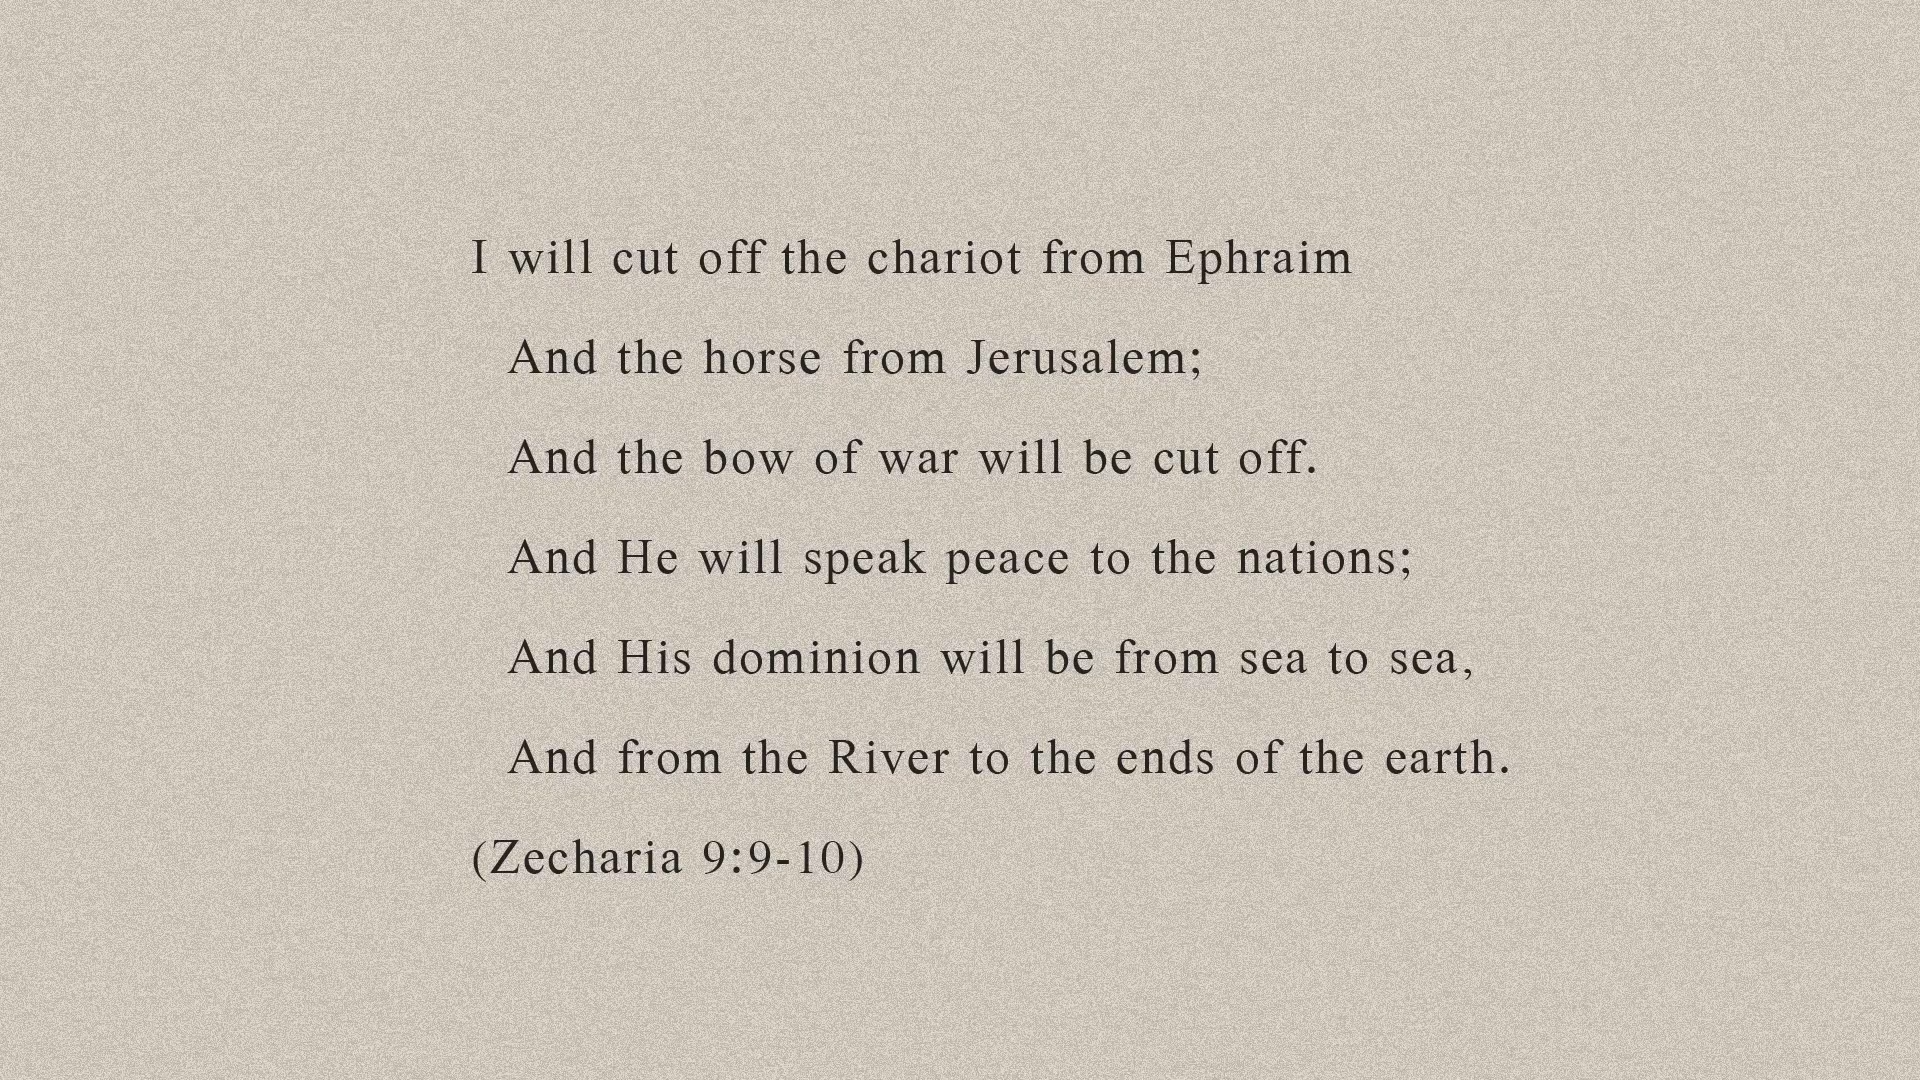 I will cut off the chariot from Ephraim
And the horse from Jerusalem;
And the bow of war will be cut off.
And He will speak peace to the nations;
And His dominion will be from sea to sea,
And from the River to the ends of the earth.
(Zecharia 9:9-10)